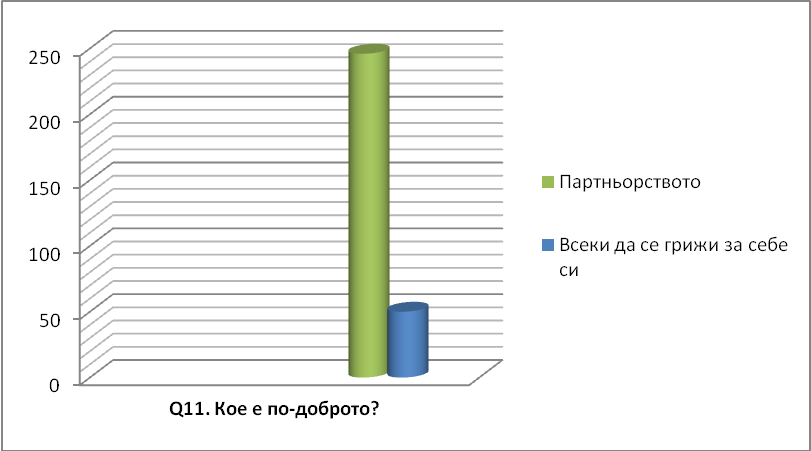 250
200
150
100
50
0
Q11. Кое е по-доброто?
Партньорството
Всеки да се грижи за себе
си